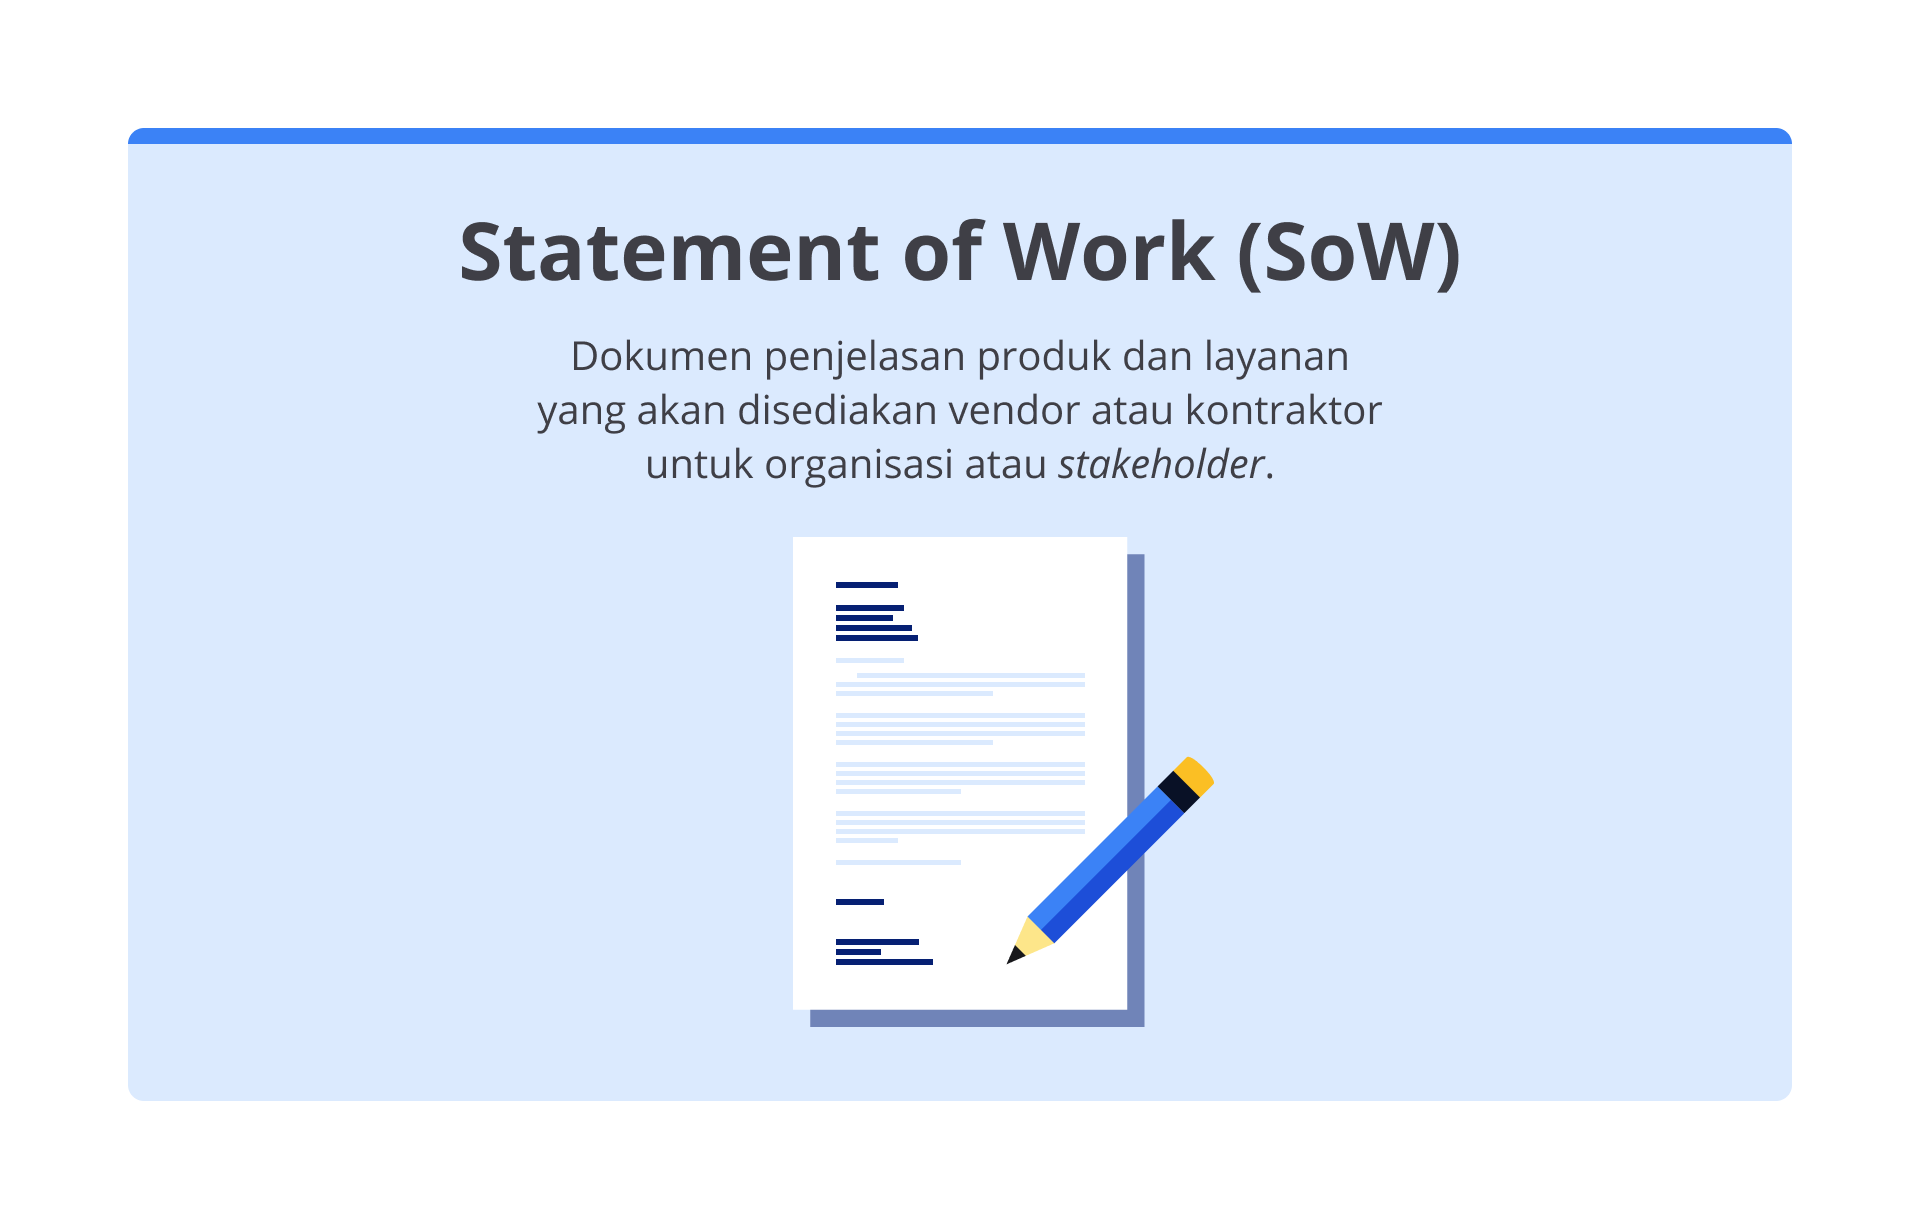 Statement of Work (SoW)
Dokumen penjelasan produk dan layanan
yang akan disediakan vendor atau kontraktor
untuk organisasi atau stakeholder.